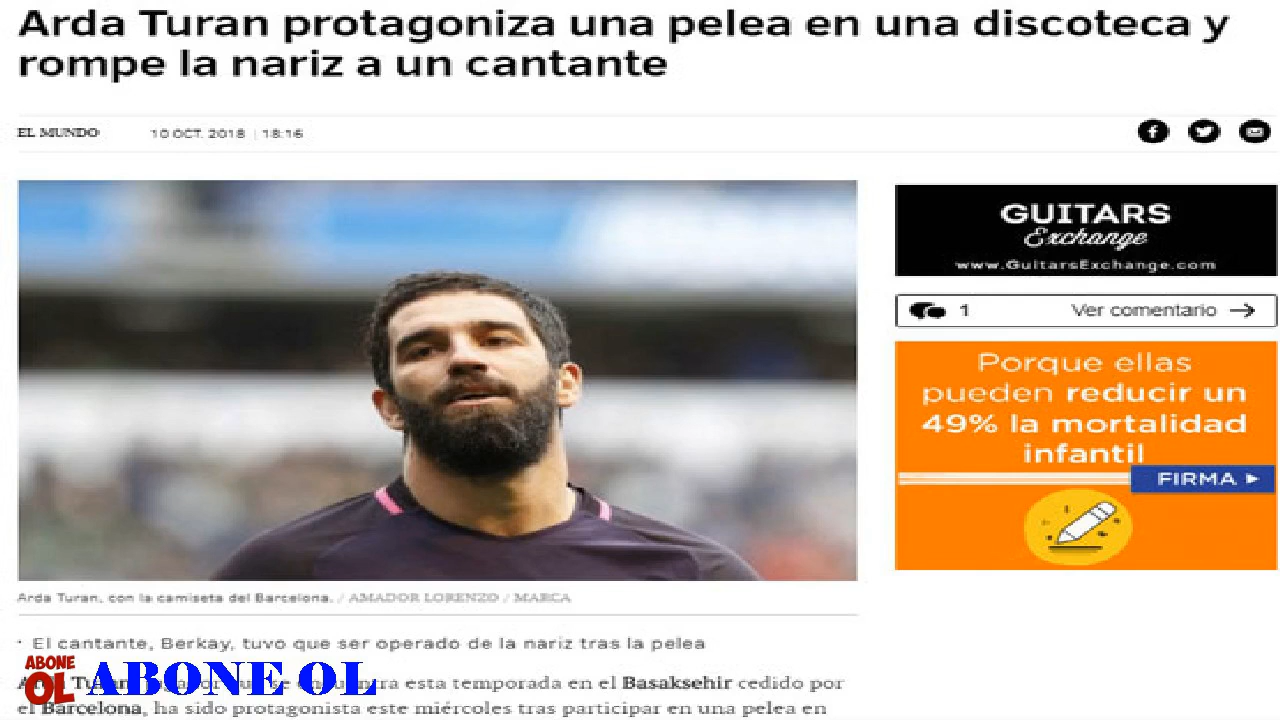 Arda Turan protagoniza una pelea en una discoteca y
rompe la nariz a un cantante
EL MUNDO 10 OCT. 2018 | 18:16
GUITARS
Exchange
www.GuitarsExchange.com
1 Ver comentario →
Porque ellas
pueden reducir un
49% la mortalidad
infantil
FIRMA ►
Arda Turan, con la camiseta del Barcelona. / AMADOR LORENZO / MARCA
· El cantante, Berkay, tuvo que ser operado de la nariz tras la pelea
esta temporada en el Basaksehir cedido por
el Barcelona, ha sido protagonista este miércoles tras participar en una pelea en
ABONE
OL
ABONE OL